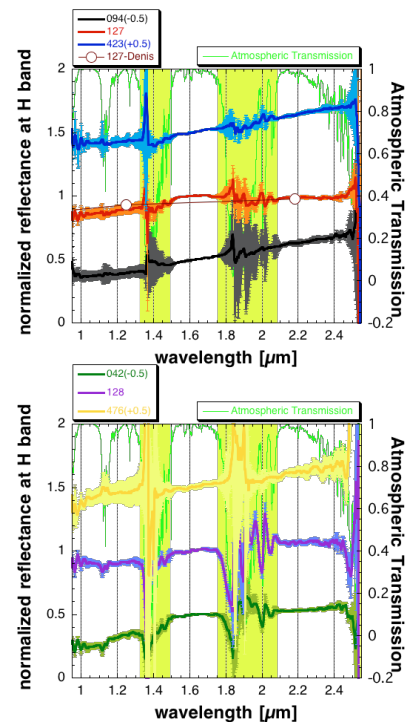 094(-0.5)
127
423(+0.5)
127-Denis
Atmospheric Transmission
normalized reflectance at H band
2
1.5
1
0.5
0
1
0.8
0.6
0.4
0.2
0
-0.2
Atmospheric Transmission
1 1.2 1.4 1.6 1.8 2 2.2 2.4
wavelength [µm]
042(-0.5)
128
476(+0.5)
Atmospheric Transmission
normalized reflectance at H band
2
1.5
1
0.5
0
1
0.8
0.6
0.4
0.2
0
-0.2
Atmospheric Transmission
1 1.2 1.4 1.6 1.8 2 2.2 2.4
wavelength [µm]